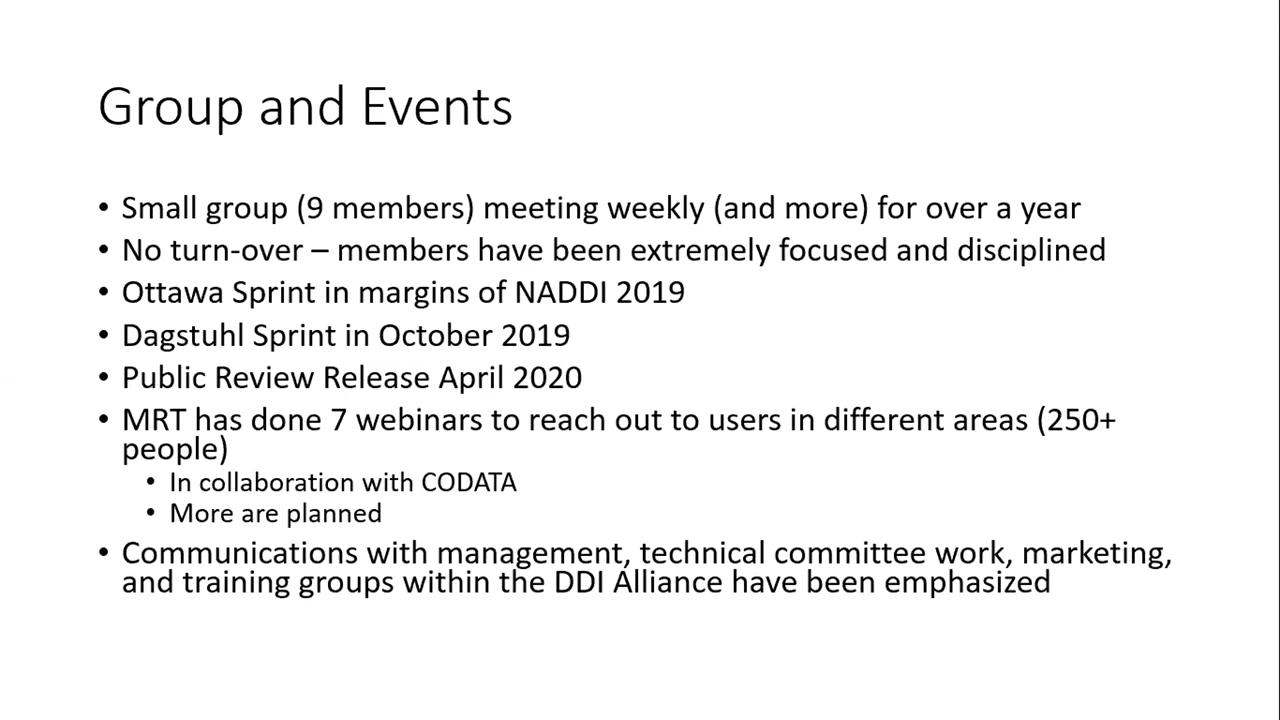 Group and Events
• Small group (9 members) meeting weekly (and more) for over a year
• No turn-over – members have been extremely focused and disciplined
• Ottawa Sprint in margins of NADDI 2019
• Dagstuhl Sprint in October 2019
• Public Review Release April 2020
• MRT has done 7 webinars to reach out to users in different areas (250+
people)
• In collaboration with CODATA
• More are planned
• Communications with management, technical committee work, marketing,
and training groups within the DDI Alliance have been emphasized